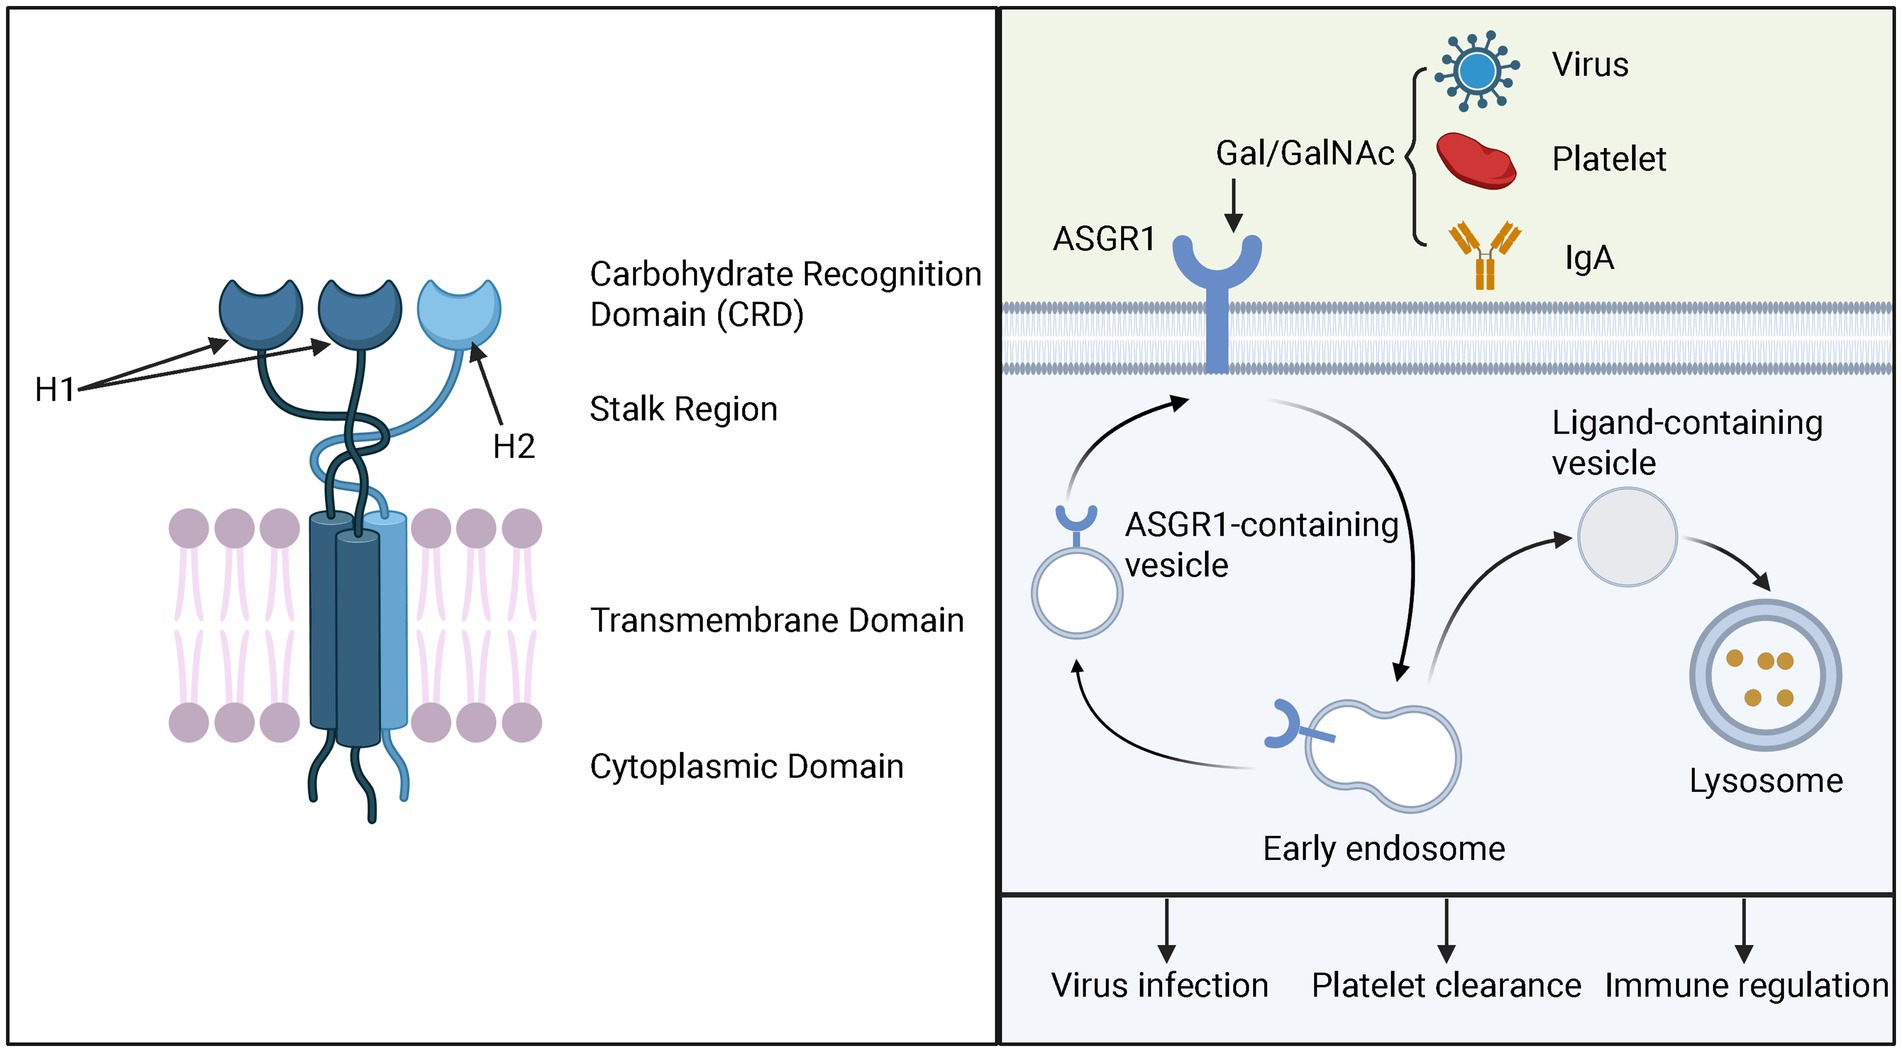 H1
H2
Carbohydrate Recognition
Domain (CRD)
Stalk Region
Transmembrane Domain
Cytoplasmic Domain
Virus
Gal/GalNAc
Platelet
ASGR1
IgA
Ligand-containing
vesicle
ASGR1-containing
vesicle
Lysosome
Early endosome
Virus infection
Platelet clearance
Immune regulation